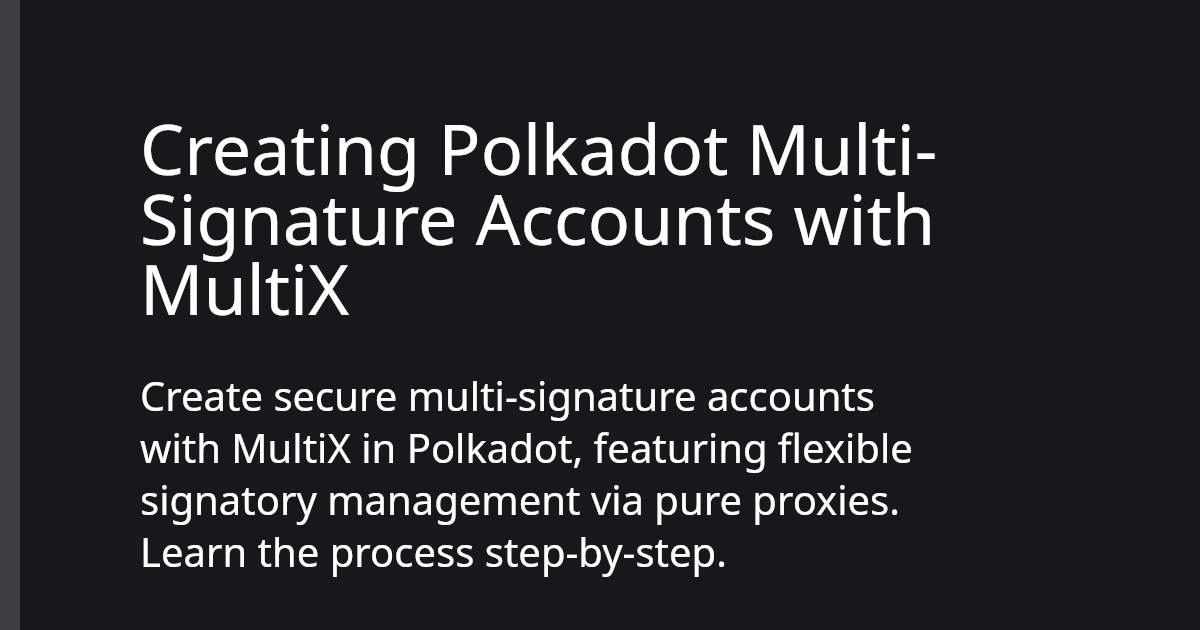 Creating Polkadot Multi-
Signature Accounts with
MultiX
Create secure multi-signature accounts
with MultiX in Polkadot, featuring flexible
signatory management via pure proxies.
Learn the process step-by-step.